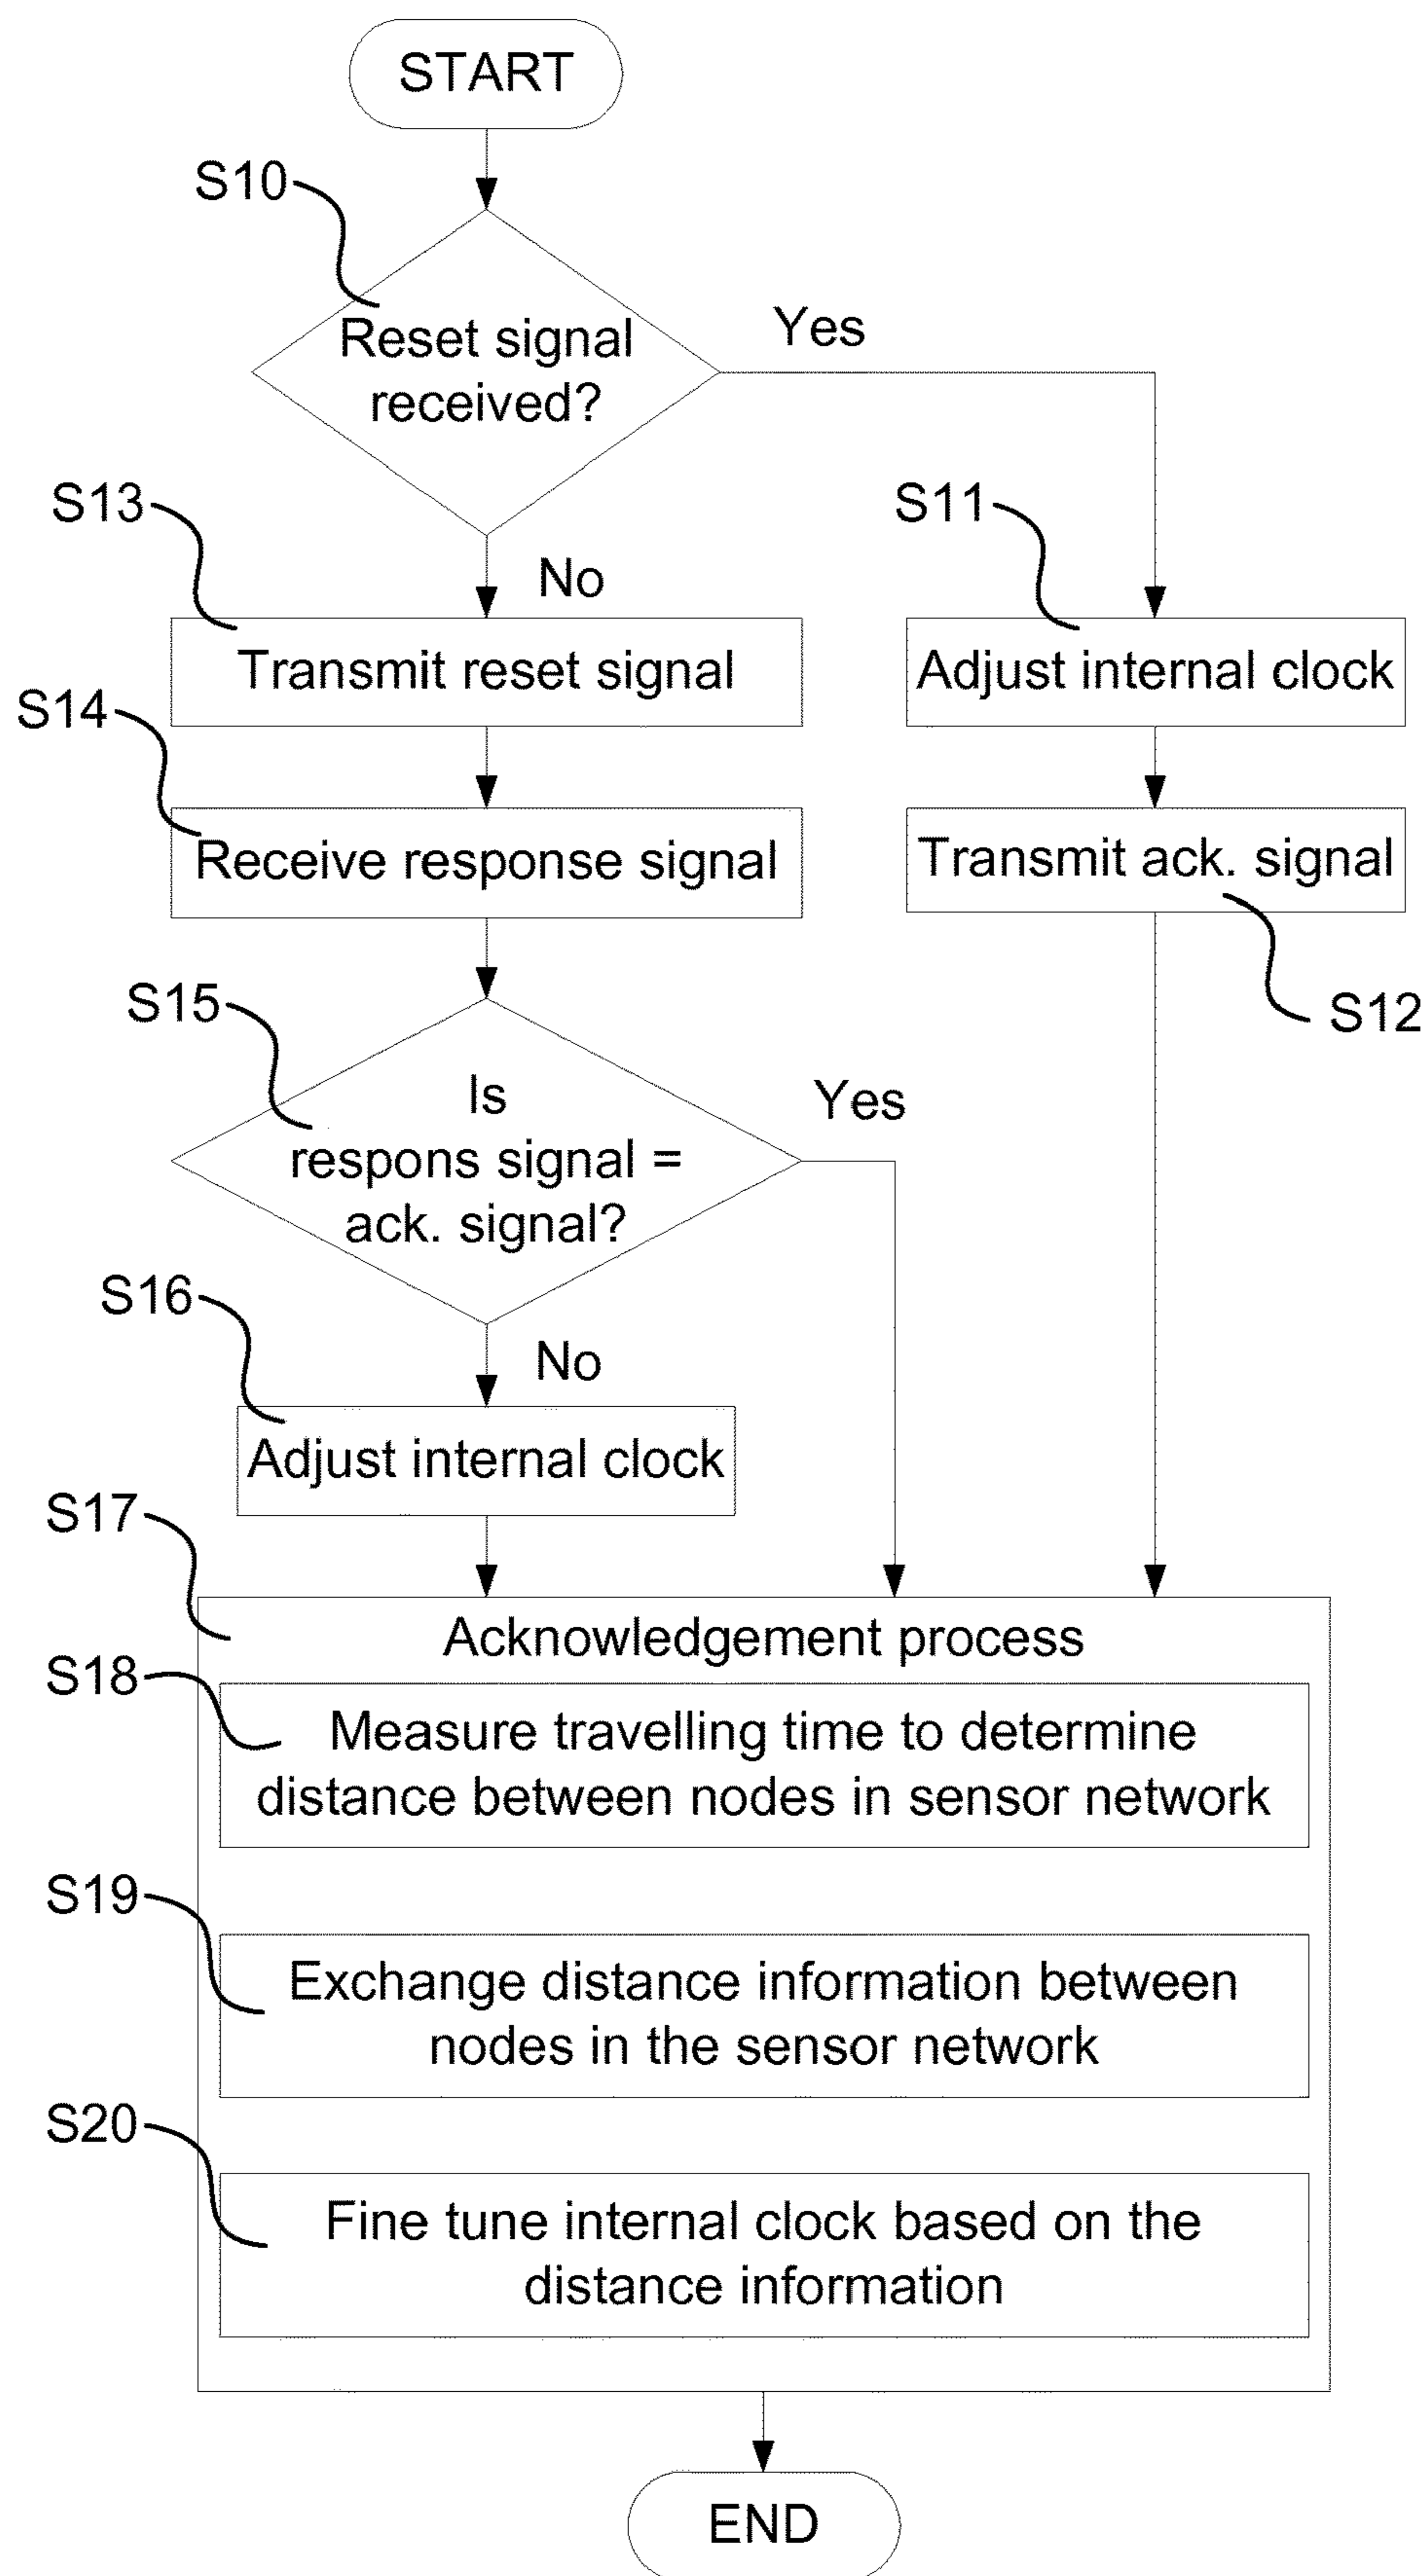 START
S10
Reset signal
received?
Yes
S13
No
S11
Transmit reset signal
Adjust internal clock
S14
Receive response signal
Transmit ack. signal
S12
S15
Is
respons signal =
ack. signal?
Yes
S16
No
Adjust internal clock
S17
Acknowledgement process
S18
Measure travelling time to determine
distance between nodes in sensor network
S19
Exchange distance information between
nodes in the sensor network
S20
Fine tune internal clock based on the
distance information
END